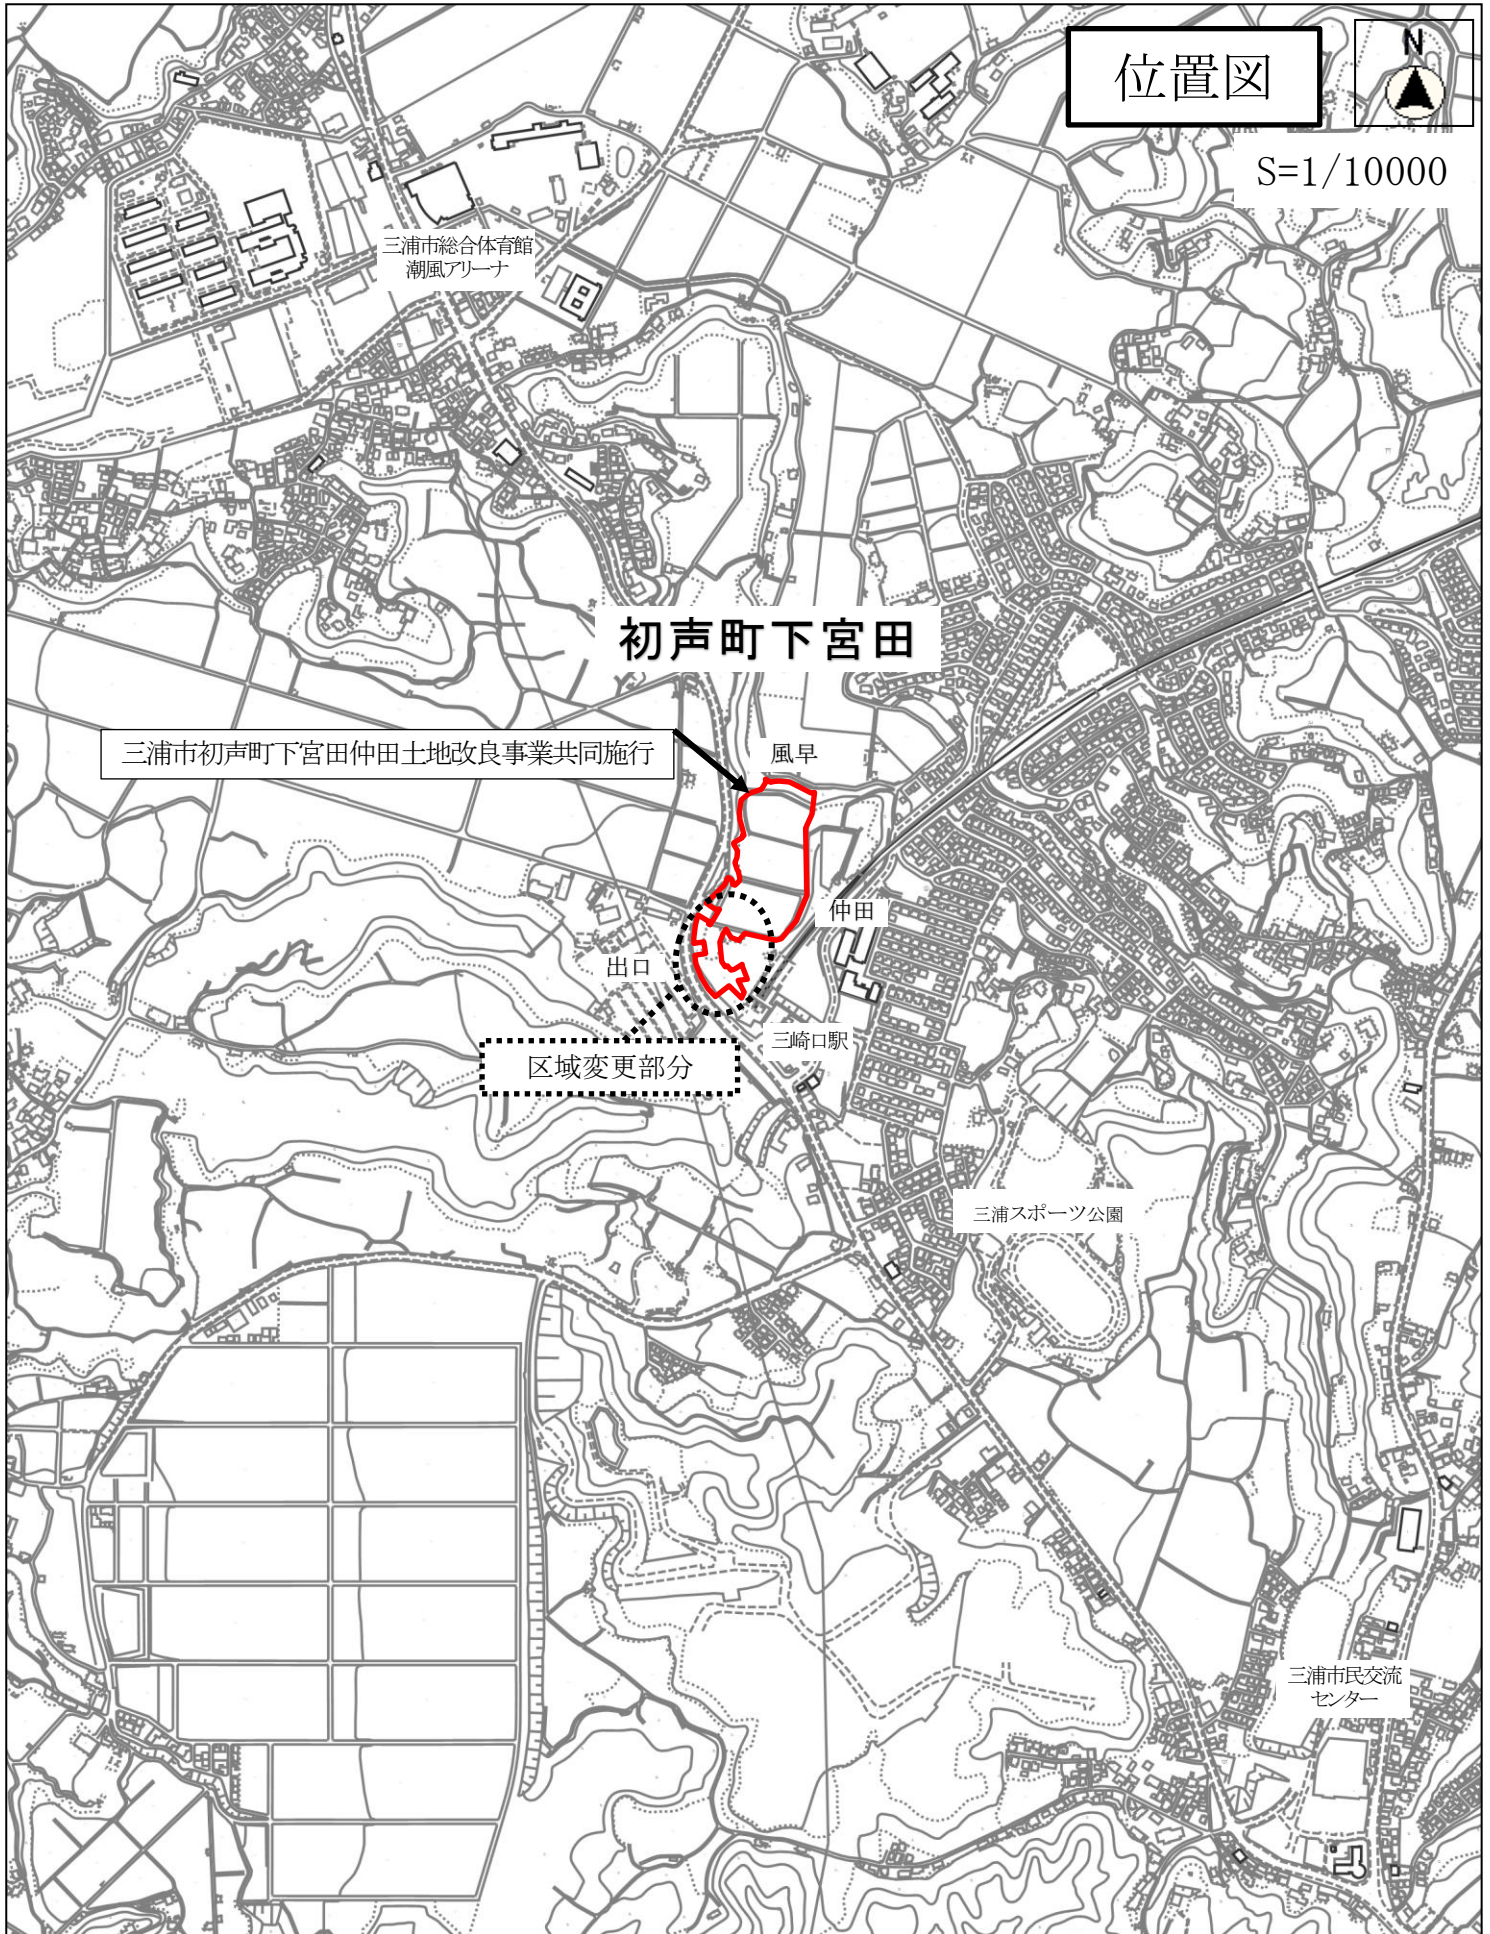 位置図
N
S=1/10000
三浦市総合体育館
潮風アリーナ
初声町下宮田
三浦市初声町下宮田仲田土地改良事業共同施行
風早
仲田
出口
三崎口駅
区域変更部分
三浦スポーツ公園
三浦市民交流
センター